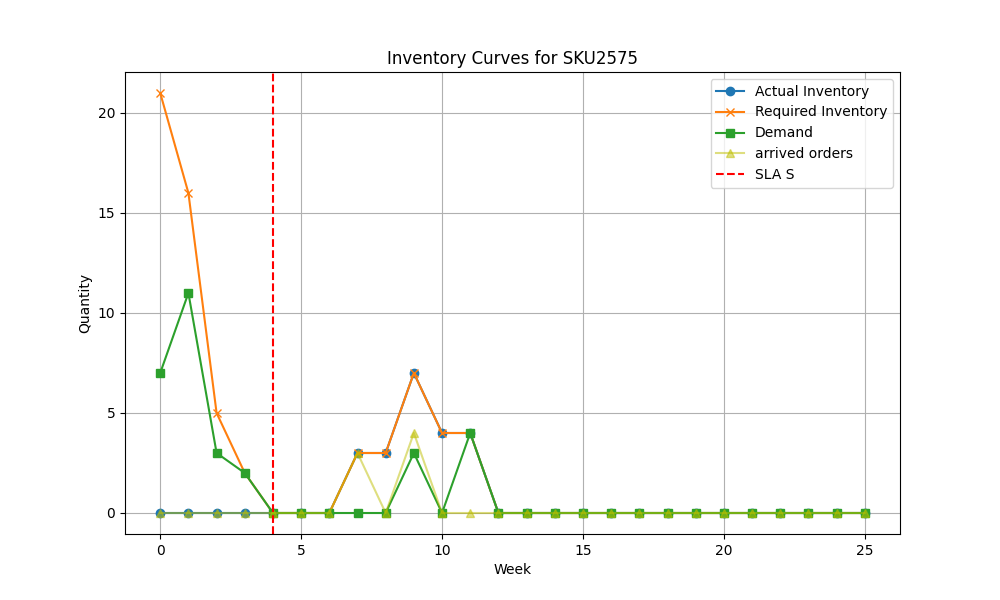 Inventory Curves for SKU2575
Actual Inventory
Required Inventory
Demand
arrived orders
SLA S
Quantity
20
15
10
5
0
0 5 10 15 20 25
Week